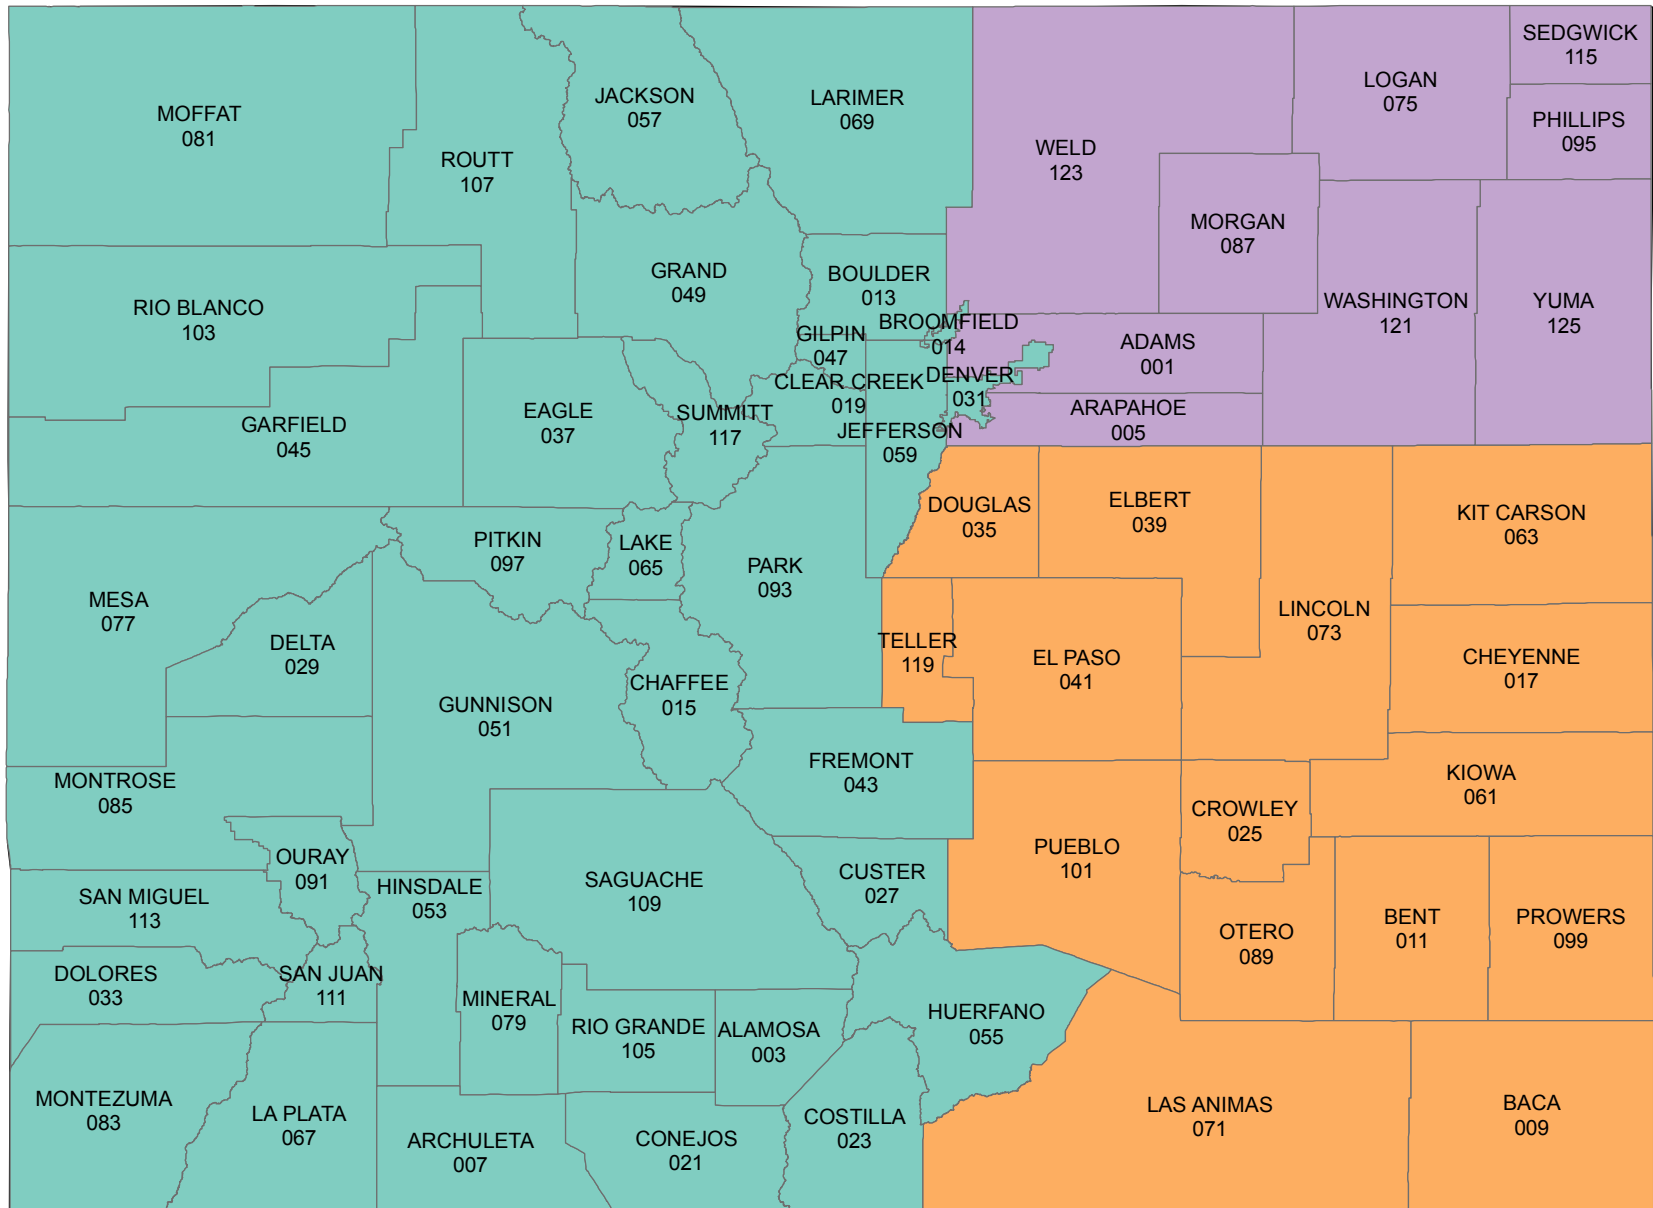 MOFFAT
081
ROUTT
107
JACKSON
057
LARIMER
069
WELD
123
LOGAN
075
SEDGWICK
115
PHILLIPS
095
MORGAN
087
WASHINGTON
121
YUMA
125
RIO BLANCO
103
GRAND
049
BOULDER
013
BROOMFIELD
014
GILPIN
047
ADAMS
001
CLEAR CREEK
019
DENVER
031
ARAPAHOE
005
GARFIELD
045
EAGLE
037
SUMMITT
117
JEFFERSON
059
DOUGLAS
035
ELBERT
039
KIT CARSON
063
PITKIN
097
LAKE
065
PARK
093
MESA
077
DELTA
029
LINCOLN
073
TELLER
119
EL PASO
041
CHEYENNE
017
GUNNISON
051
CHAFFEE
015
FREMONT
043
KIOWA
061
MONTROSE
085
CROWLEY
025
PUEBLO
101
OURAY
091
HINSDALE
053
SAGUACHE
109
CUSTER
027
SAN MIGUEL
113
OTERO
089
BENT
011
PROWERS
099
DOLORES
033
SAN JUAN
111
MINERAL
079
RIO GRANDE
105
ALAMOSA
003
HUERFANO
055
MONTEZUMA
083
LA PLATA
067
ARCHULETA
007
CONEJOS
021
COSTILLA
023
LAS ANIMAS
071
BACA
009